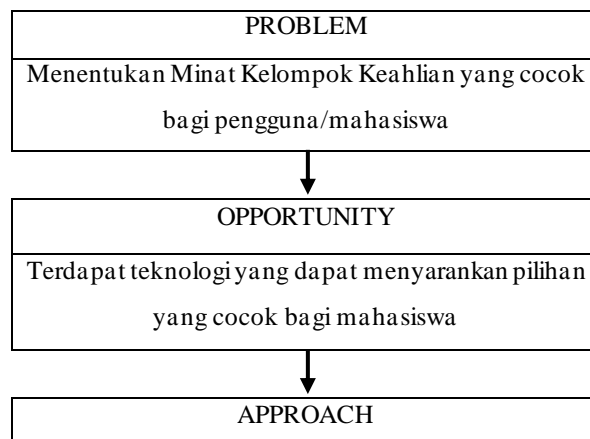 PROBLEM
Menentukan Minat Kelompok Keahlian yang cocok
bagi pengguna/mahasiswa
OPPORTUNITY
Terdapat teknologi yang dapat menyarankan pilihan
yang cocok bagi mahasiswa
APPROACH